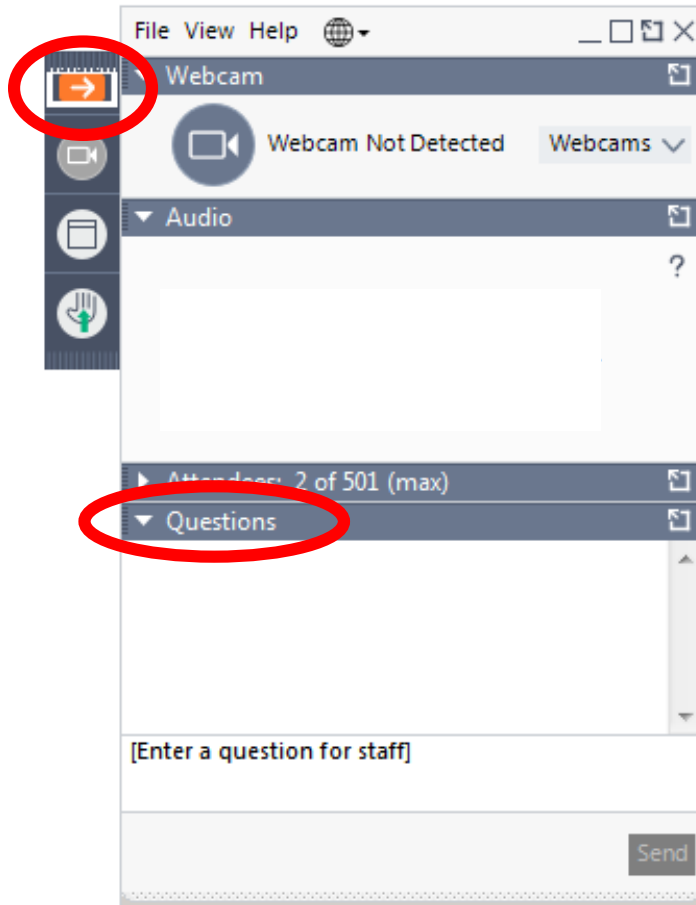 File View Help
Webcam
Webcam Not Detected Webcams
Audio
?
Attendees: 2 of 501 (max)
Questions
[Enter a question for staff]
Send